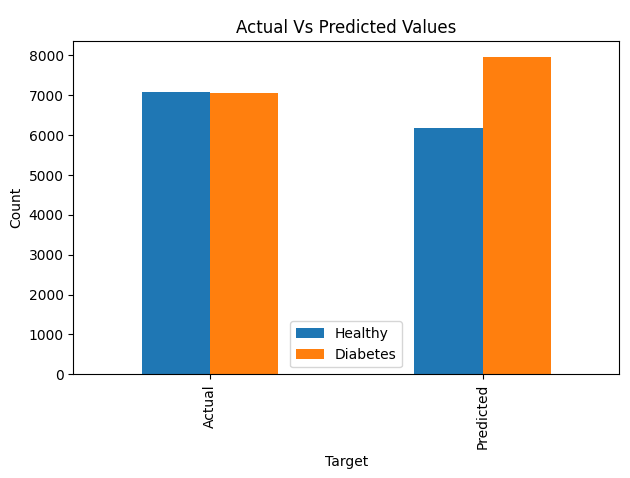 Actual Vs Predicted Values
8000
7000
6000
5000
4000
3000
2000
1000
0
Count
Healthy
Diabetes
Actual
Predicted
Target